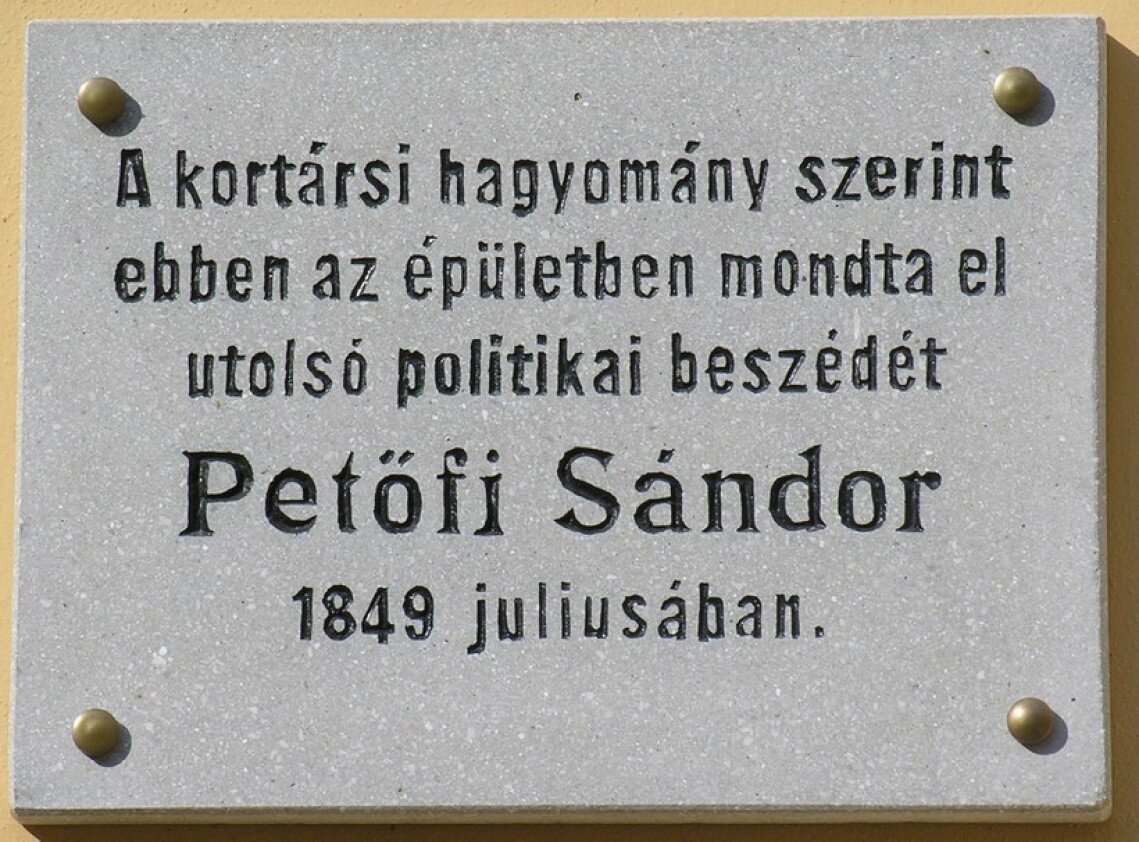 A kortársi hagyomány szerint
ebben az épületben mondta el
utolsó politikai beszédét
Petőfi Sándor
1849 juliusában.